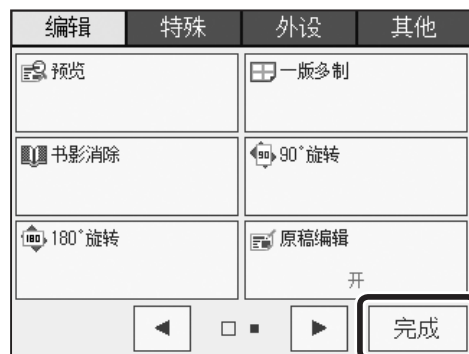 编辑 特殊 外设 其他
预览 一版多制
书影消除 90°旋转
180°旋转 原稿编辑
开
完成